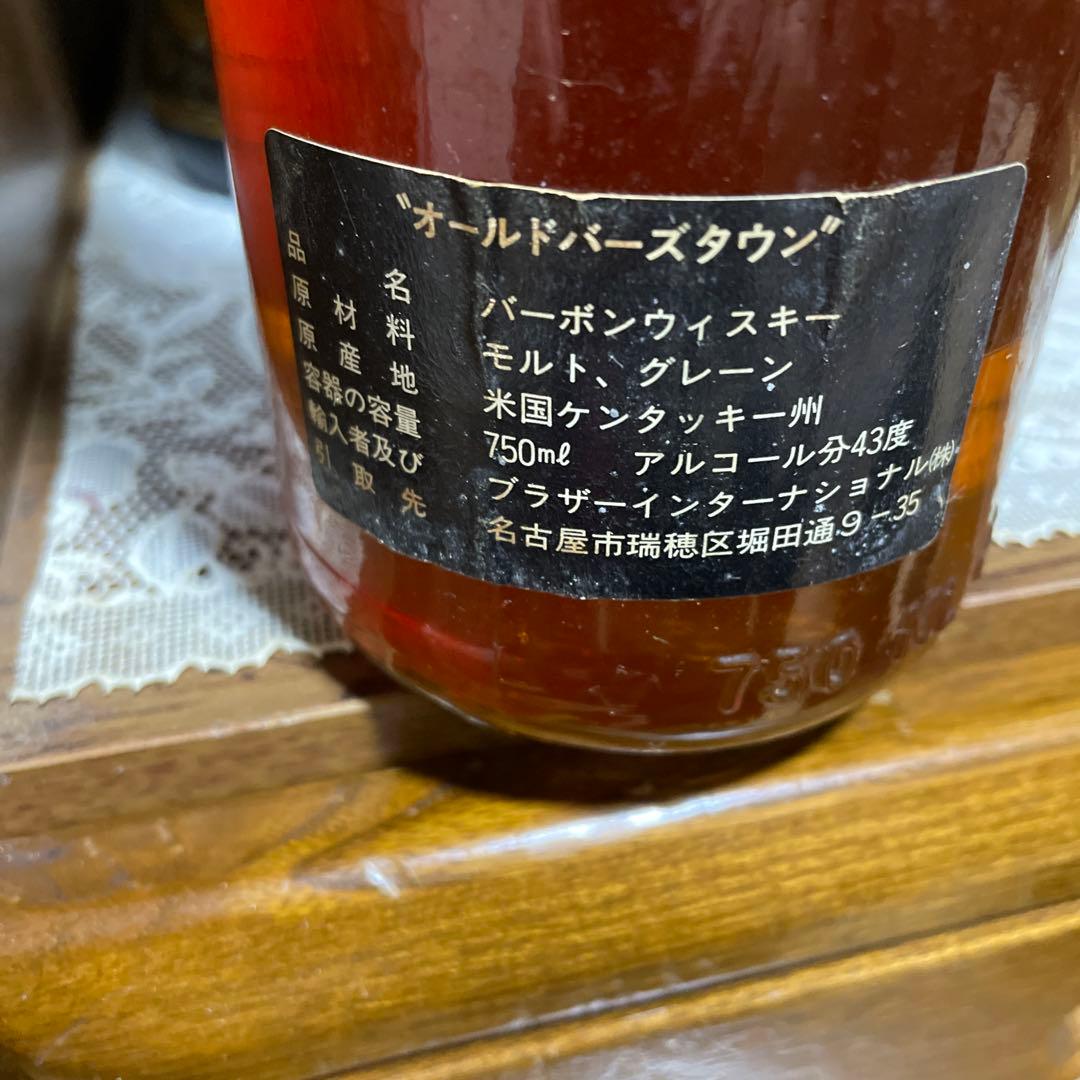 〝オールドバーズタウン〟
品名 バーボンウィスキー
原材料 モルト、グレーン
原産地 米国ケンタッキー州
容器の容量 750mℓ アルコール分43度
輸入者及び ブラザーインターナショナル(株)
引取先 名古屋市瑞穂区堀田通9-35
750